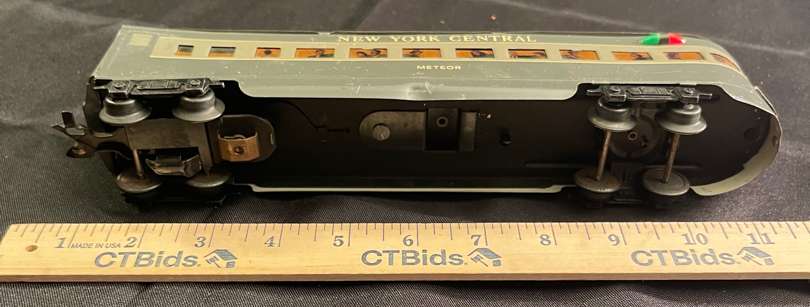 NEW YORK CENTRAL
METEOR
1 MADE IN USA 2 3 4 5 6 7 8 9 10 11
CTBids. CTBids. CTBids.